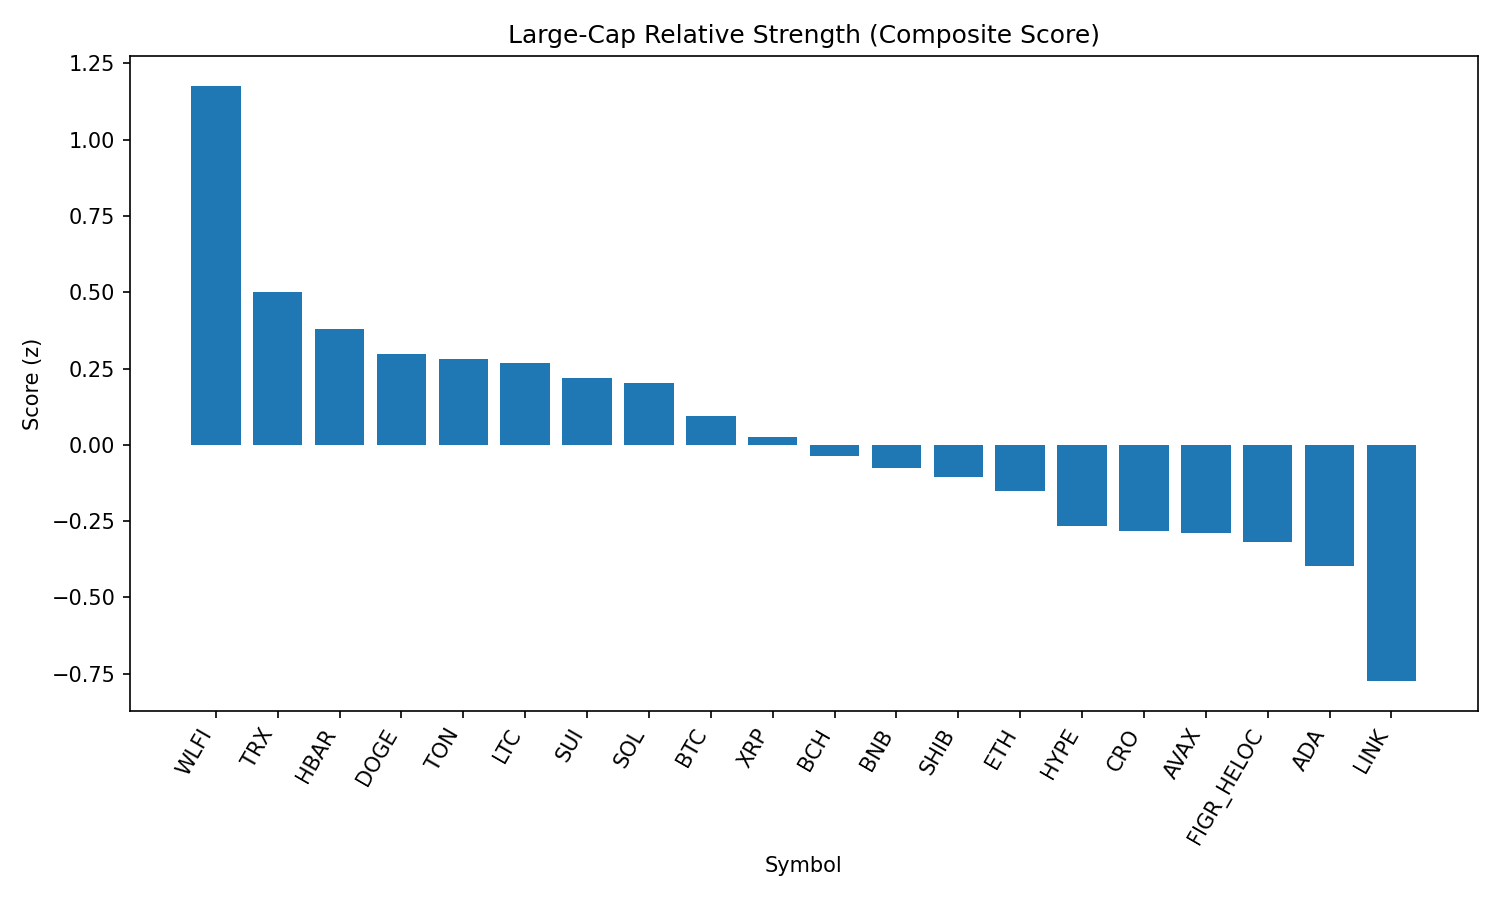 Large-Cap Relative Strength (Composite Score)
1.25
1.00
0.75
0.50
0.25
0.00
−0.25
−0.50
−0.75
Score (z)
WLFI
TRX
HBAR
DOGE
TON
LTC
SUI
SOL
BTC
XRP
BCH
BNB
SHIB
ETH
HYPE
CRO
AVAX
FIGR_HELOC
ADA
LINK
Symbol